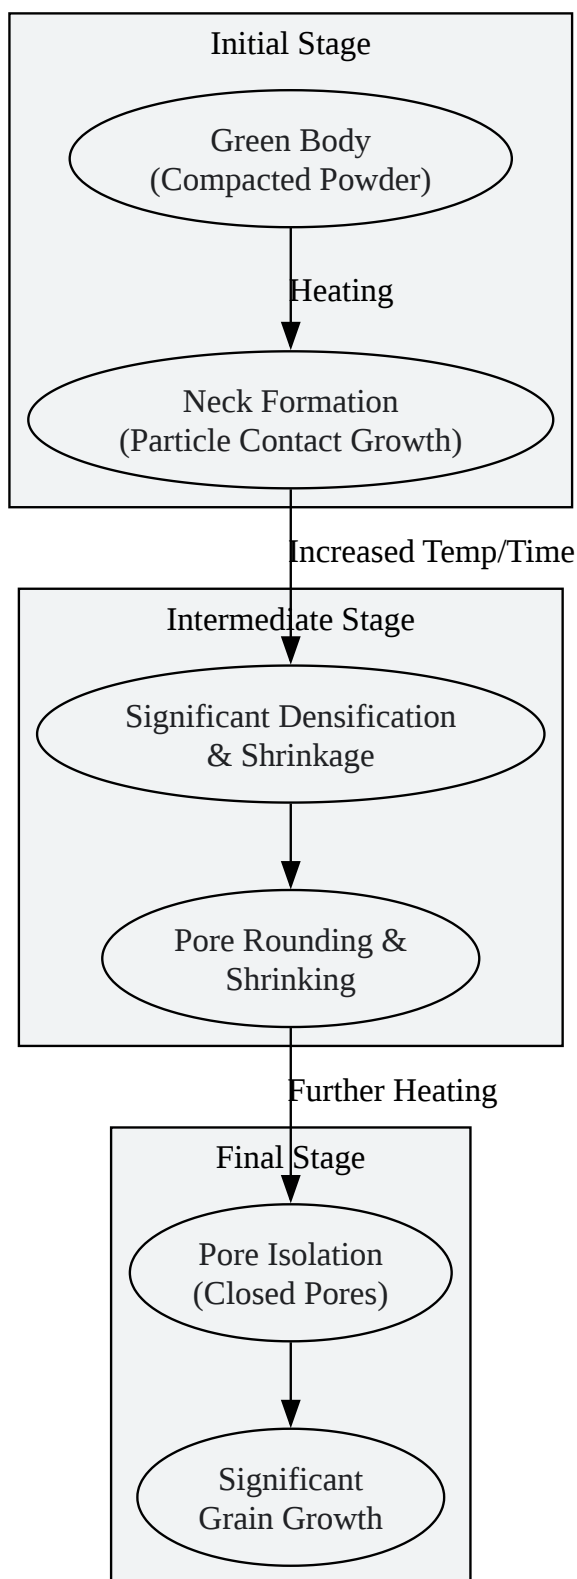 Initial Stage
Green Body
(Compacted Powder)
Heating
Neck Formation
(Particle Contact Growth)
Increased Temp/Time
Intermediate Stage
Significant Densification
& Shrinkage
Pore Rounding &
Shrinking
Further Heating
Final Stage
Pore Isolation
(Closed Pores)
Significant
Grain Growth